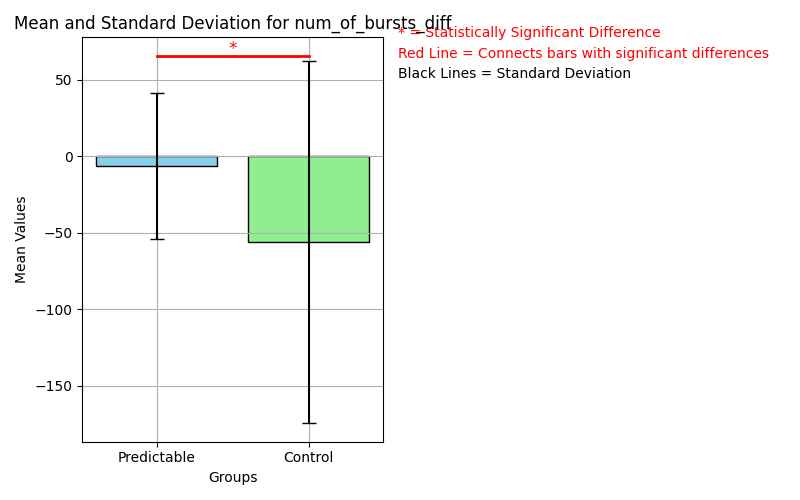 Mean and Standard Deviation for num_of_bursts_diff
* = Statistically Significant Difference
Red Line = Connects bars with significant differences
Black Lines = Standard Deviation
*
50
0
−50
−100
−150
Mean Values
Predictable
Control
Groups